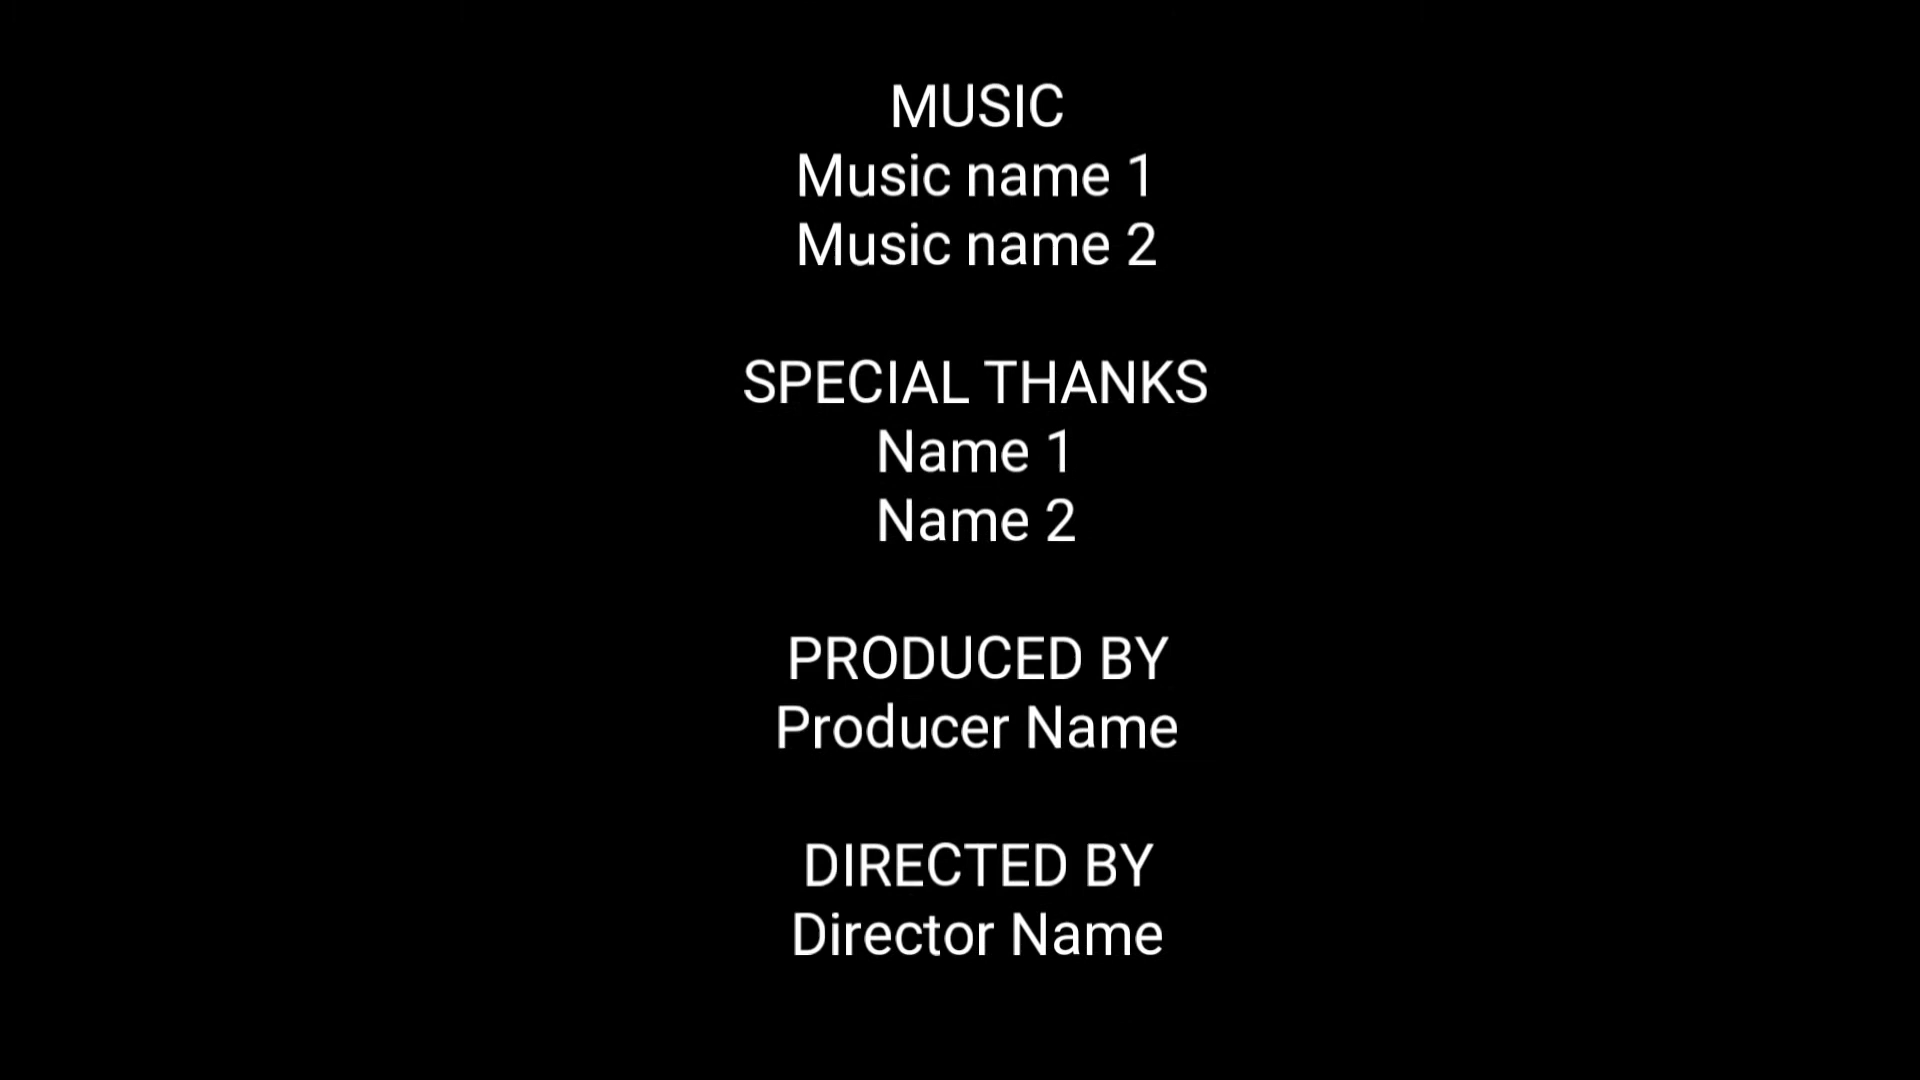 MUSIC
Music name 1
Music name 2
SPECIAL THANKS
Name 1
Name 2
PRODUCED BY
Producer Name
DIRECTED BY
Director Name